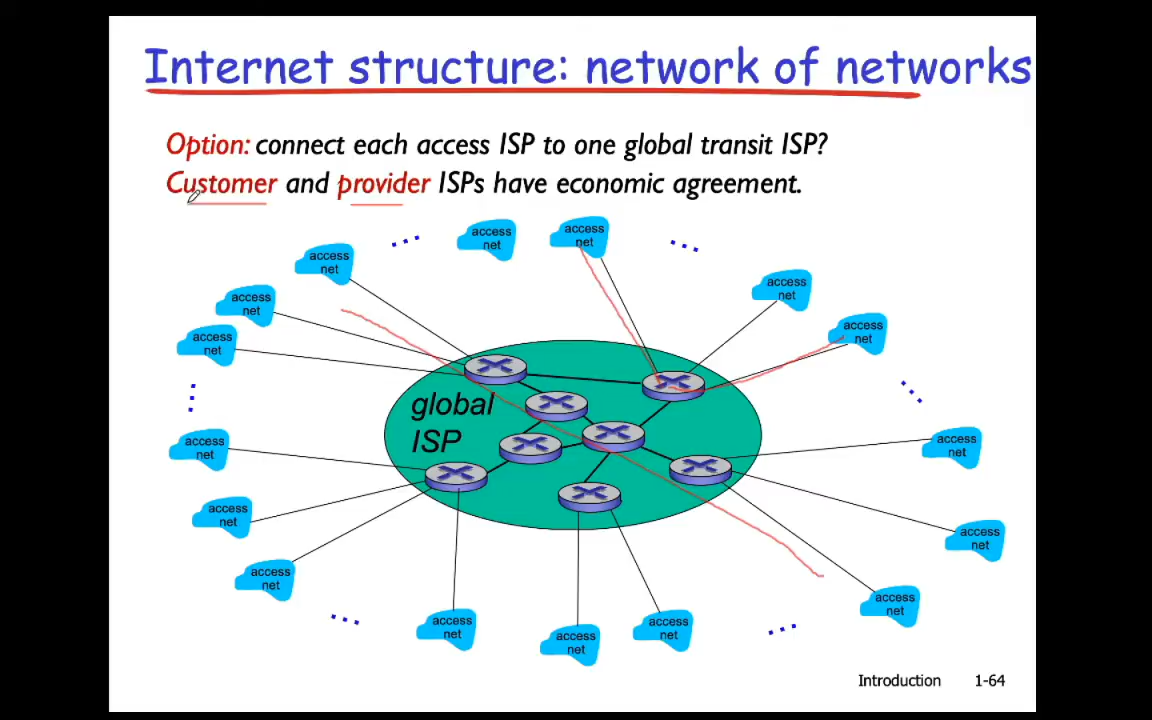 Internet structure: network of networks
Option: connect each access ISP to one global transit ISP?
Customer and provider ISPs have economic agreement.
access
net
access
net
access
net
access
net
access
net
access
net
access
net
global
ISP
access
net
access
net
access
net
access
net
access
net
access
net
access
net
access
net
access
net
Introduction 1-64